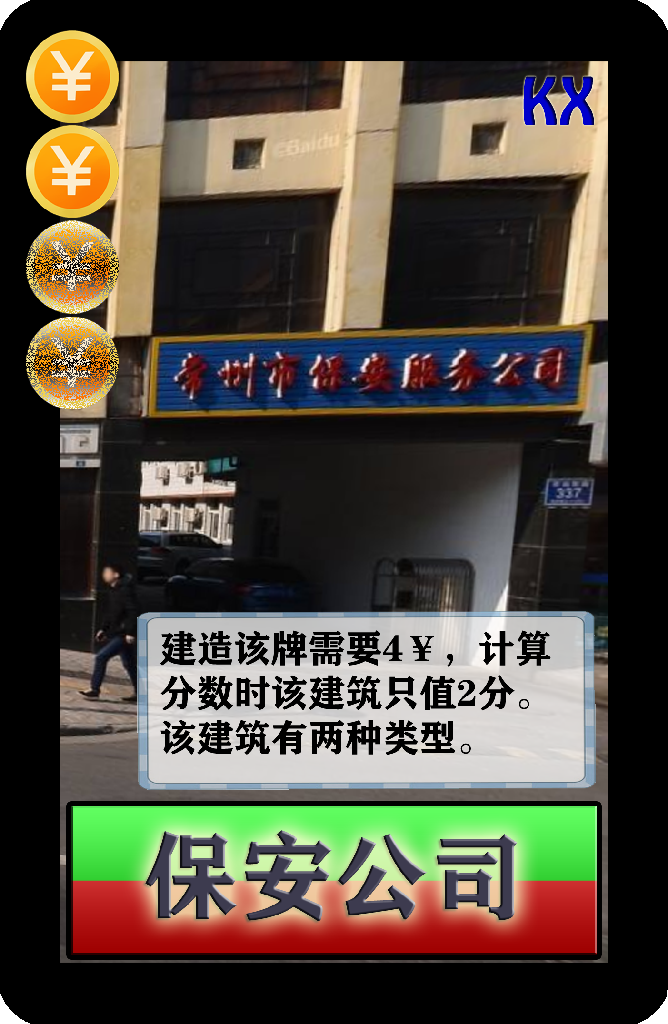 ¥
¥
¥
¥
KX
©Baidu
常州市保安服务公司
337
建造该牌需要4￥，计算
分数时该建筑只值2分。
该建筑有两种类型。
保安公司